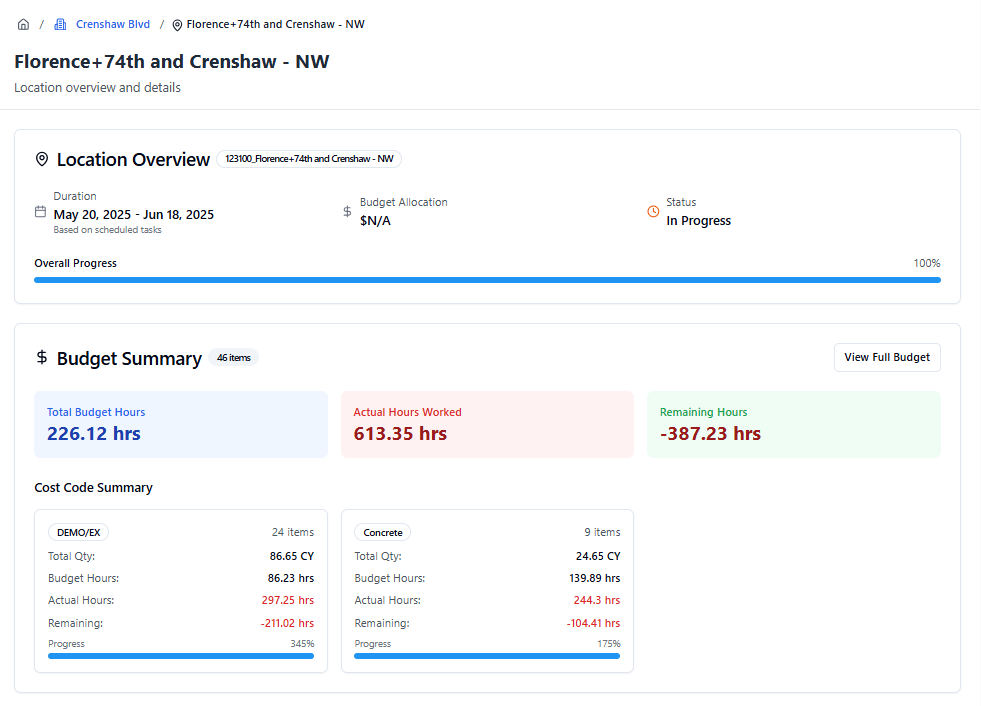 / Crenshaw Blvd / Florence+74th and Crenshaw - NW
Florence+74th and Crenshaw - NW
Location overview and details
Location Overview 123100_Florence+74th and Crenshaw - NW
Duration
May 20, 2025 - Jun 18, 2025
Based on scheduled tasks
$ Budget Allocation
$N/A
Status
In Progress
Overall Progress 100%
$ Budget Summary 46 items
View Full Budget
Total Budget Hours
226.12 hrs
Actual Hours Worked
613.35 hrs
Remaining Hours
-387.23 hrs
Cost Code Summary
DEMO/EX 24 items
Total Qty: 86.65 CY
Budget Hours: 86.23 hrs
Actual Hours: 297.25 hrs
Remaining: -211.02 hrs
Progress 345%
Concrete 9 items
Total Qty: 24.65 CY
Budget Hours: 139.89 hrs
Actual Hours: 244.3 hrs
Remaining: -104.41 hrs
Progress 175%